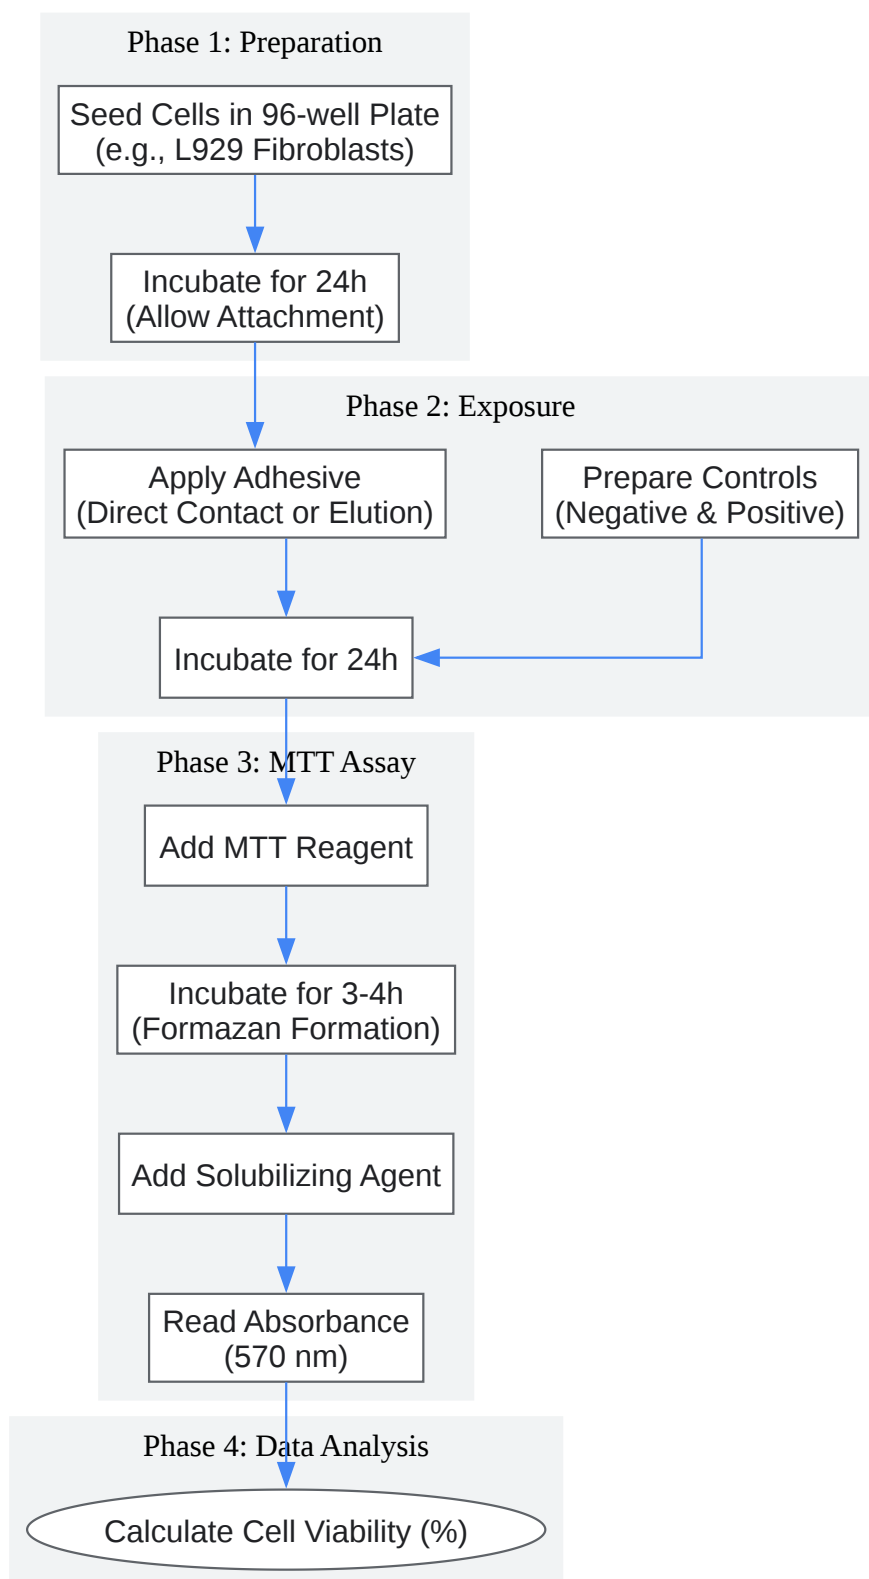 Phase 1: Preparation
Seed Cells in 96-well Plate
(e.g., L929 Fibroblasts)
Incubate for 24h
(Allow Attachment)
Phase 2: Exposure
Apply Adhesive
(Direct Contact or Elution)
Prepare Controls
(Negative & Positive)
Incubate for 24h
Phase 3: MTT Assay
Add MTT Reagent
Incubate for 3-4h
(Formazan Formation)
Add Solubilizing Agent
Read Absorbance
(570 nm)
Phase 4: Data Analysis
Calculate Cell Viability (%)